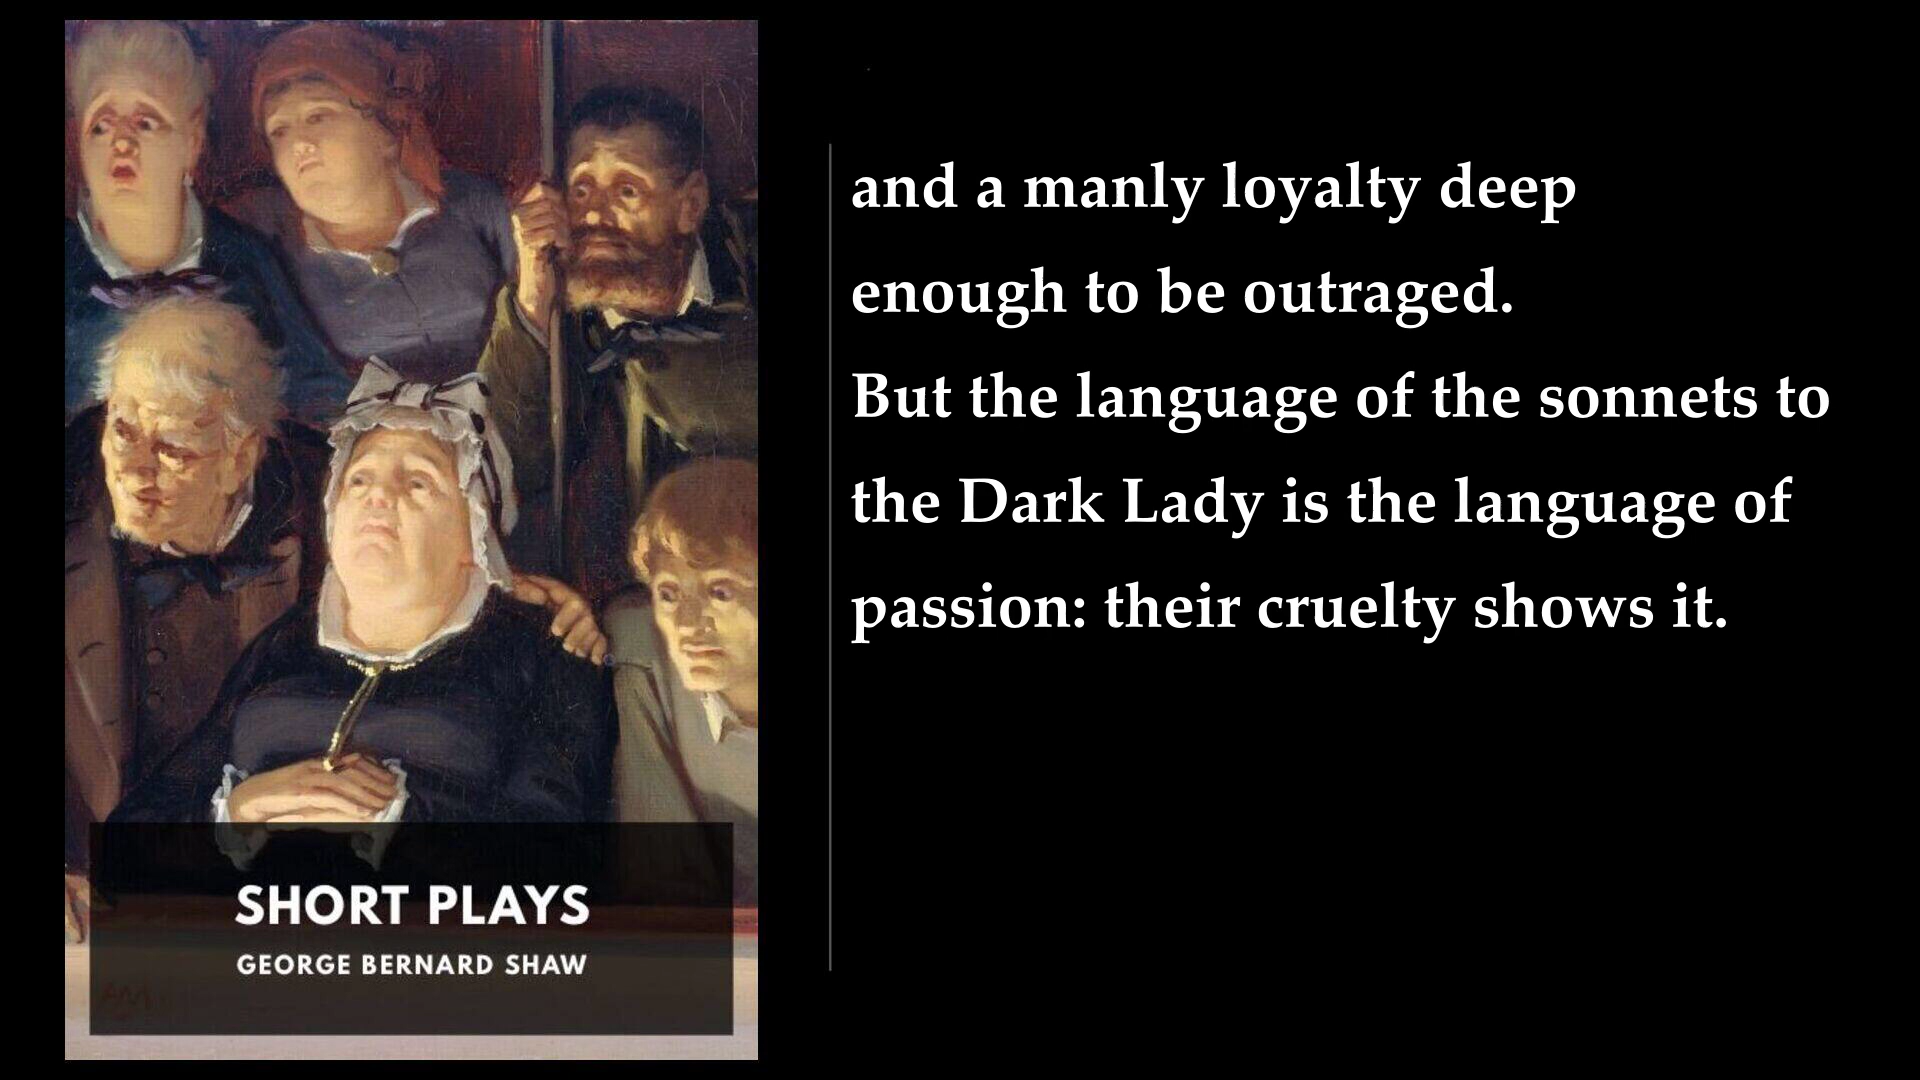 and a manly loyalty deep
enough to be outraged.
But the language of the sonnets to
the Dark Lady is the language of
passion: their cruelty shows it.
SHORT PLAYS
GEORGE BERNARD SHAW